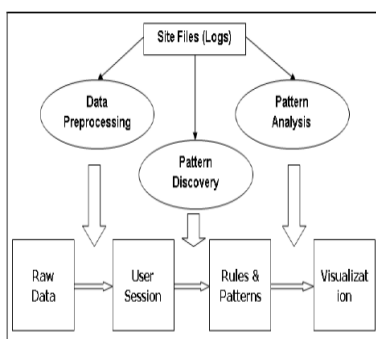 Site Files (Logs)
Data
Preprocessing
Pattern
Analysis
Pattern
Discovery
Raw
Data
User
Session
Rules &
Patterns
Visualizat
ion